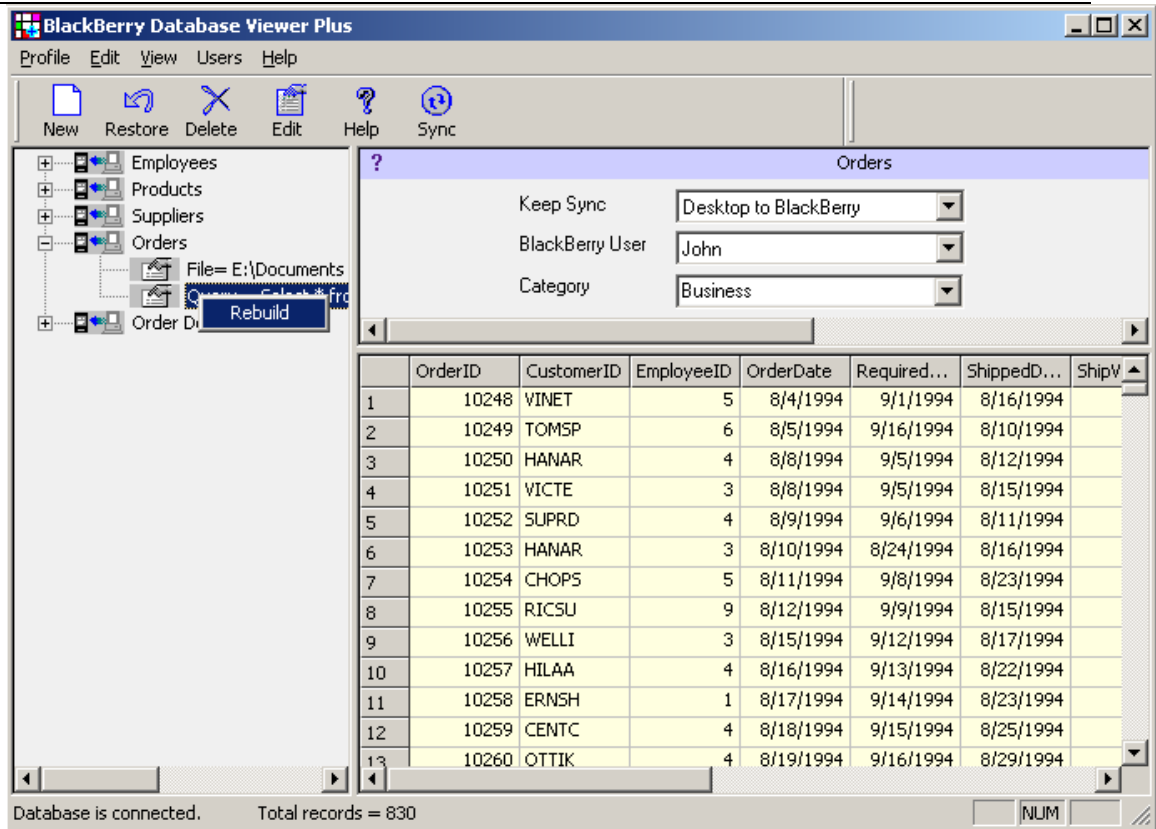 BlackBerry Database Viewer Plus
Profile Edit View Users Help
New Restore Delete Edit Help Sync
Employees
Products
Suppliers
Orders
File= E:\Documents
Select * fro
Rebuild
Order D
? Orders
Keep Sync Desktop to BlackBerry
BlackBerry User John
Category Business
OrderID CustomerID EmployeeID OrderDate Required... ShippedD... ShipV
1 10248 VINET 5 8/4/1994 9/1/1994 8/16/1994
2 10249 TOMSP 6 8/5/1994 9/16/1994 8/10/1994
3 10250 HANAR 4 8/8/1994 9/5/1994 8/12/1994
4 10251 VICTE 3 8/8/1994 9/5/1994 8/15/1994
5 10252 SUPRD 4 8/9/1994 9/6/1994 8/11/1994
6 10253 HANAR 3 8/10/1994 8/24/1994 8/16/1994
7 10254 CHOPS 5 8/11/1994 9/8/1994 8/23/1994
8 10255 RICSU 9 8/12/1994 9/9/1994 8/15/1994
9 10256 WELLI 3 8/15/1994 9/12/1994 8/17/1994
10 10257 HILAA 4 8/16/1994 9/13/1994 8/22/1994
11 10258 ERNSH 1 8/17/1994 9/14/1994 8/23/1994
12 10259 CENTC 4 8/18/1994 9/15/1994 8/25/1994
13 10260 OTTIK 4 8/19/1994 9/16/1994 8/29/1994
Database is connected. Total records = 830 NUM